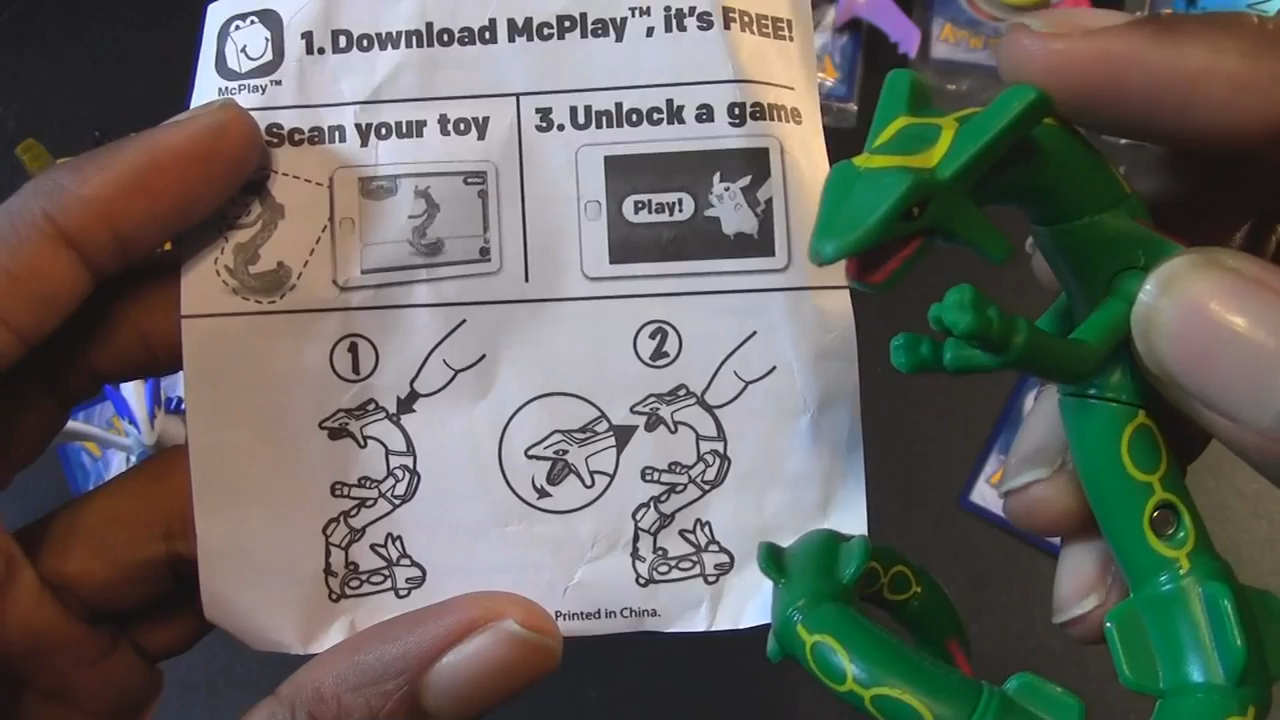 1. Download McPlay™, it's FREE!
McPlay™
Scan your toy
3. Unlock a game
Play!
1
2
Printed in China.